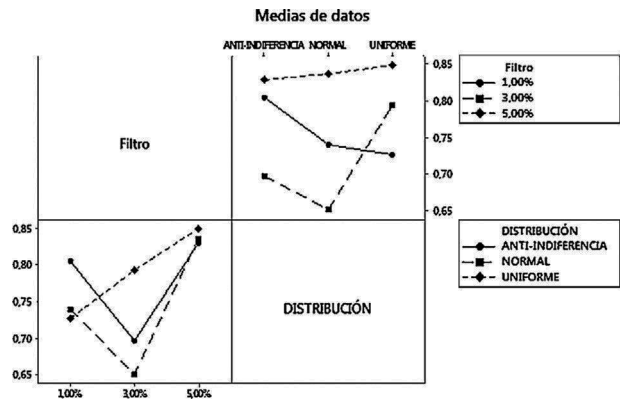 Medias de datos
ANTI-INDIFERENCIA NORMAL UNIFORME
Filtro
0,85
0,80
0,75
0,70
0,65
Filtro
1,00%
3,00%
5,00%
0,85
0,80
0,75
0,70
0,65
DISTRIBUCIÓN
DISTRIBUCIÓN
ANTI-INDIFERENCIA
NORMAL
UNIFORME
1,00% 3,00% 5,00%